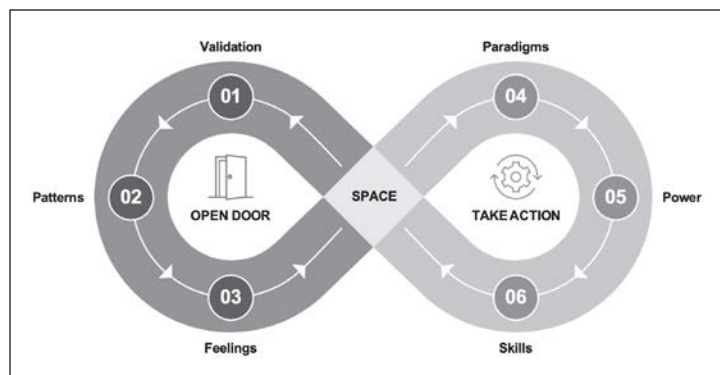 Validation
01
Patterns
02
OPEN DOOR
03
Feelings
SPACE
Paradigms
04
TAKE ACTION
05
Power
06
Skills